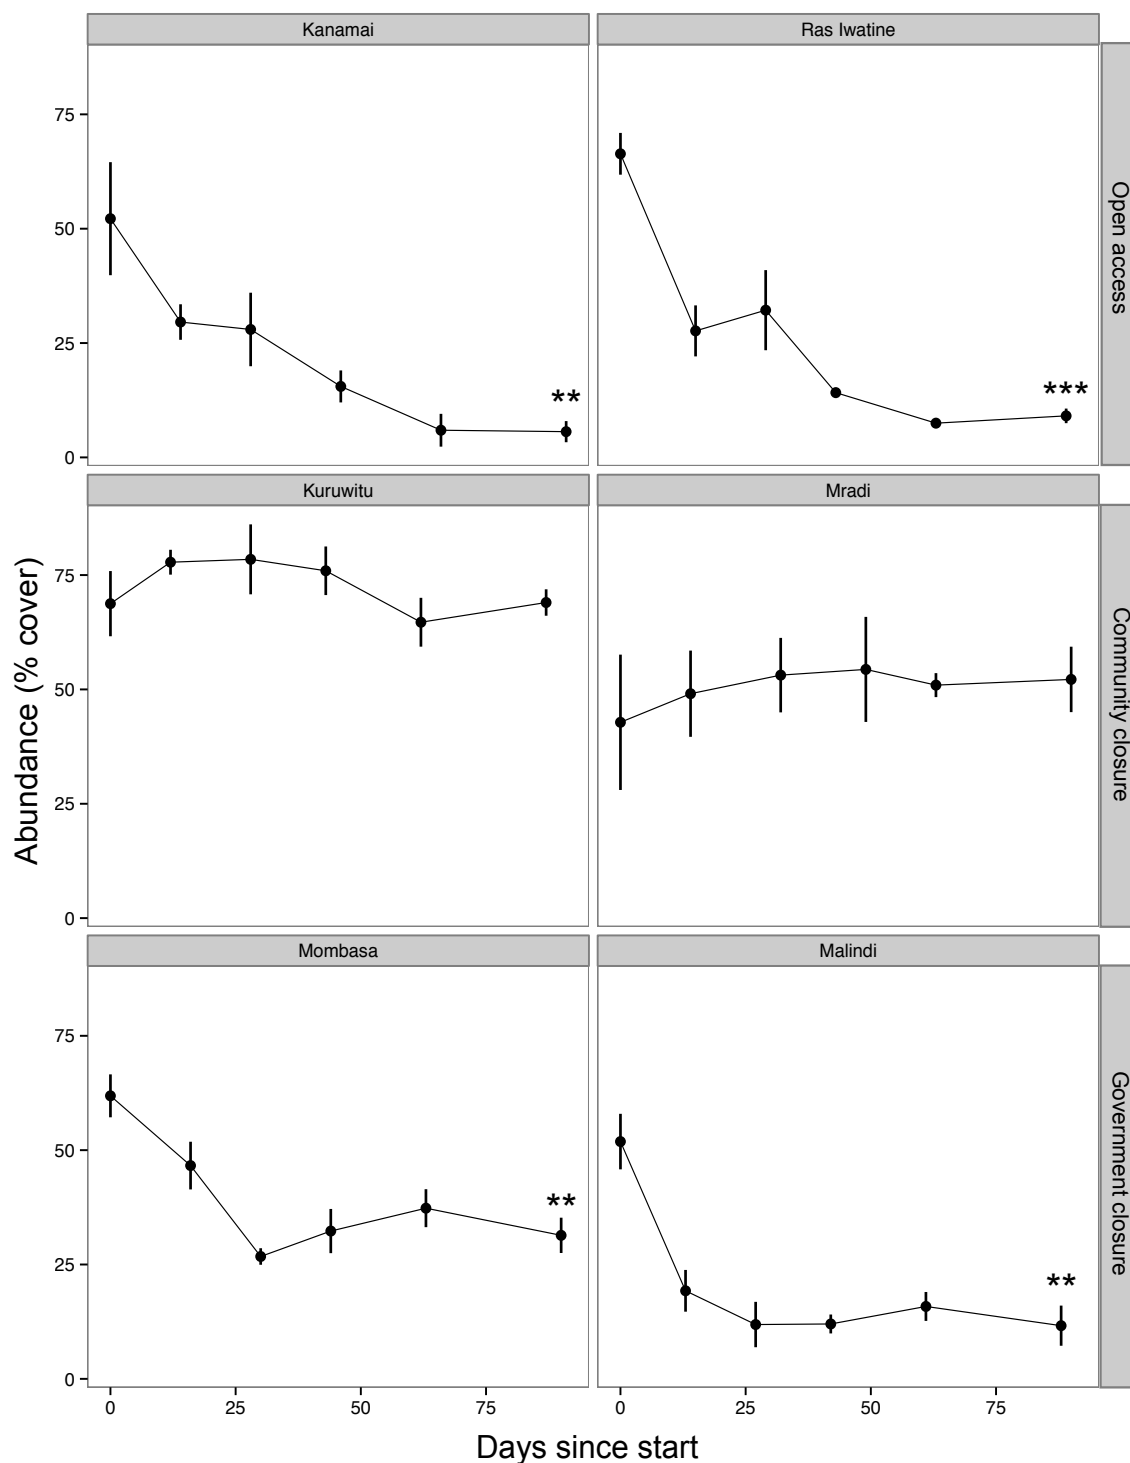 Kanamai
Ras Iwatine
75
50
25
0
**
***
Open access
Kuruwitu
Mradi
75
50
25
0
Community closure
Mombasa
Malindi
75
50
25
0
**
**
Government closure
0 25 50 75
0 25 50 75
Abundance (% cover)
Days since start